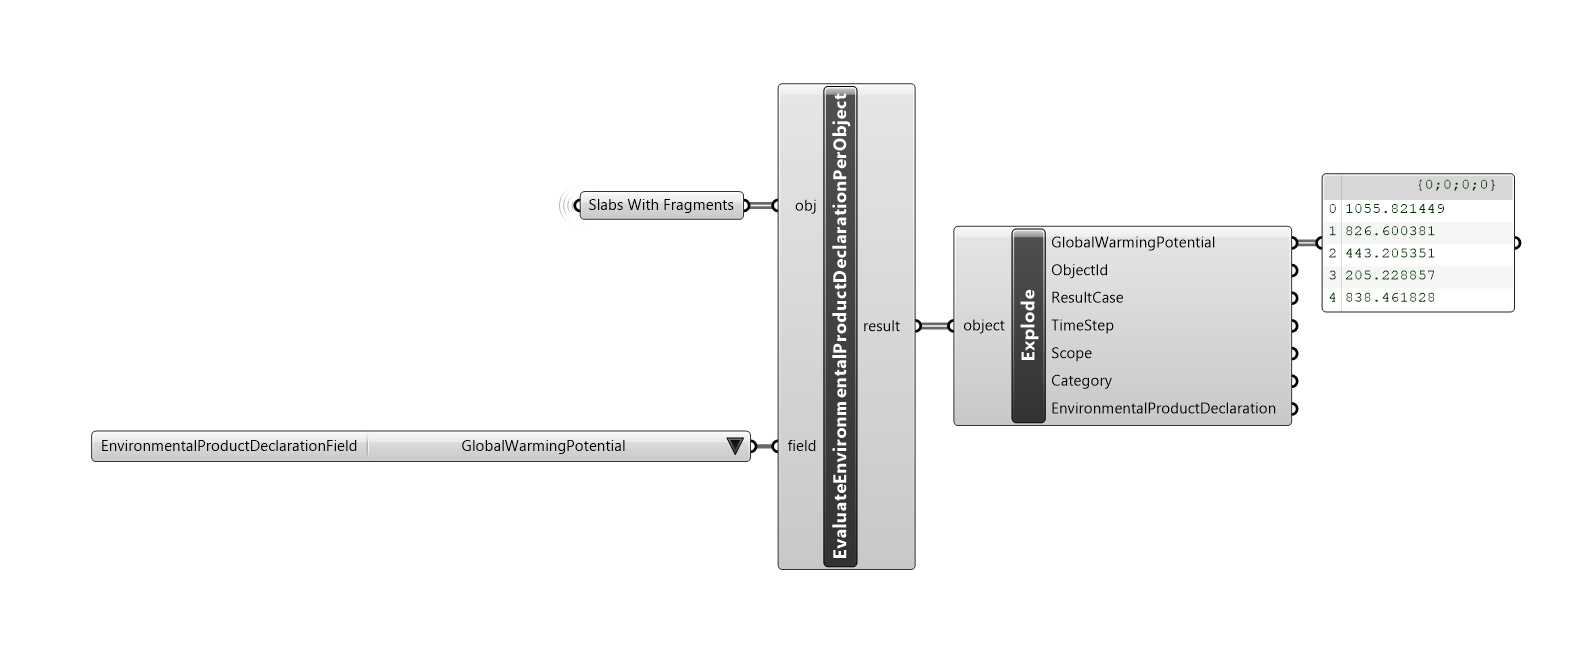 Slabs With Fragments
EnvironmentalProductDeclarationField GlobalWarmingPotential
obj
field
EvaluateEnvironmentalProductDeclarationPerObject
result
object
Explode
GlobalWarmingPotential
ObjectId
ResultCase
TimeStep
Scope
Category
EnvironmentalProductDeclaration
{0;0;0;0}
0 1055.821449
1 826.600381
2 443.205351
3 205.228857
4 838.461828